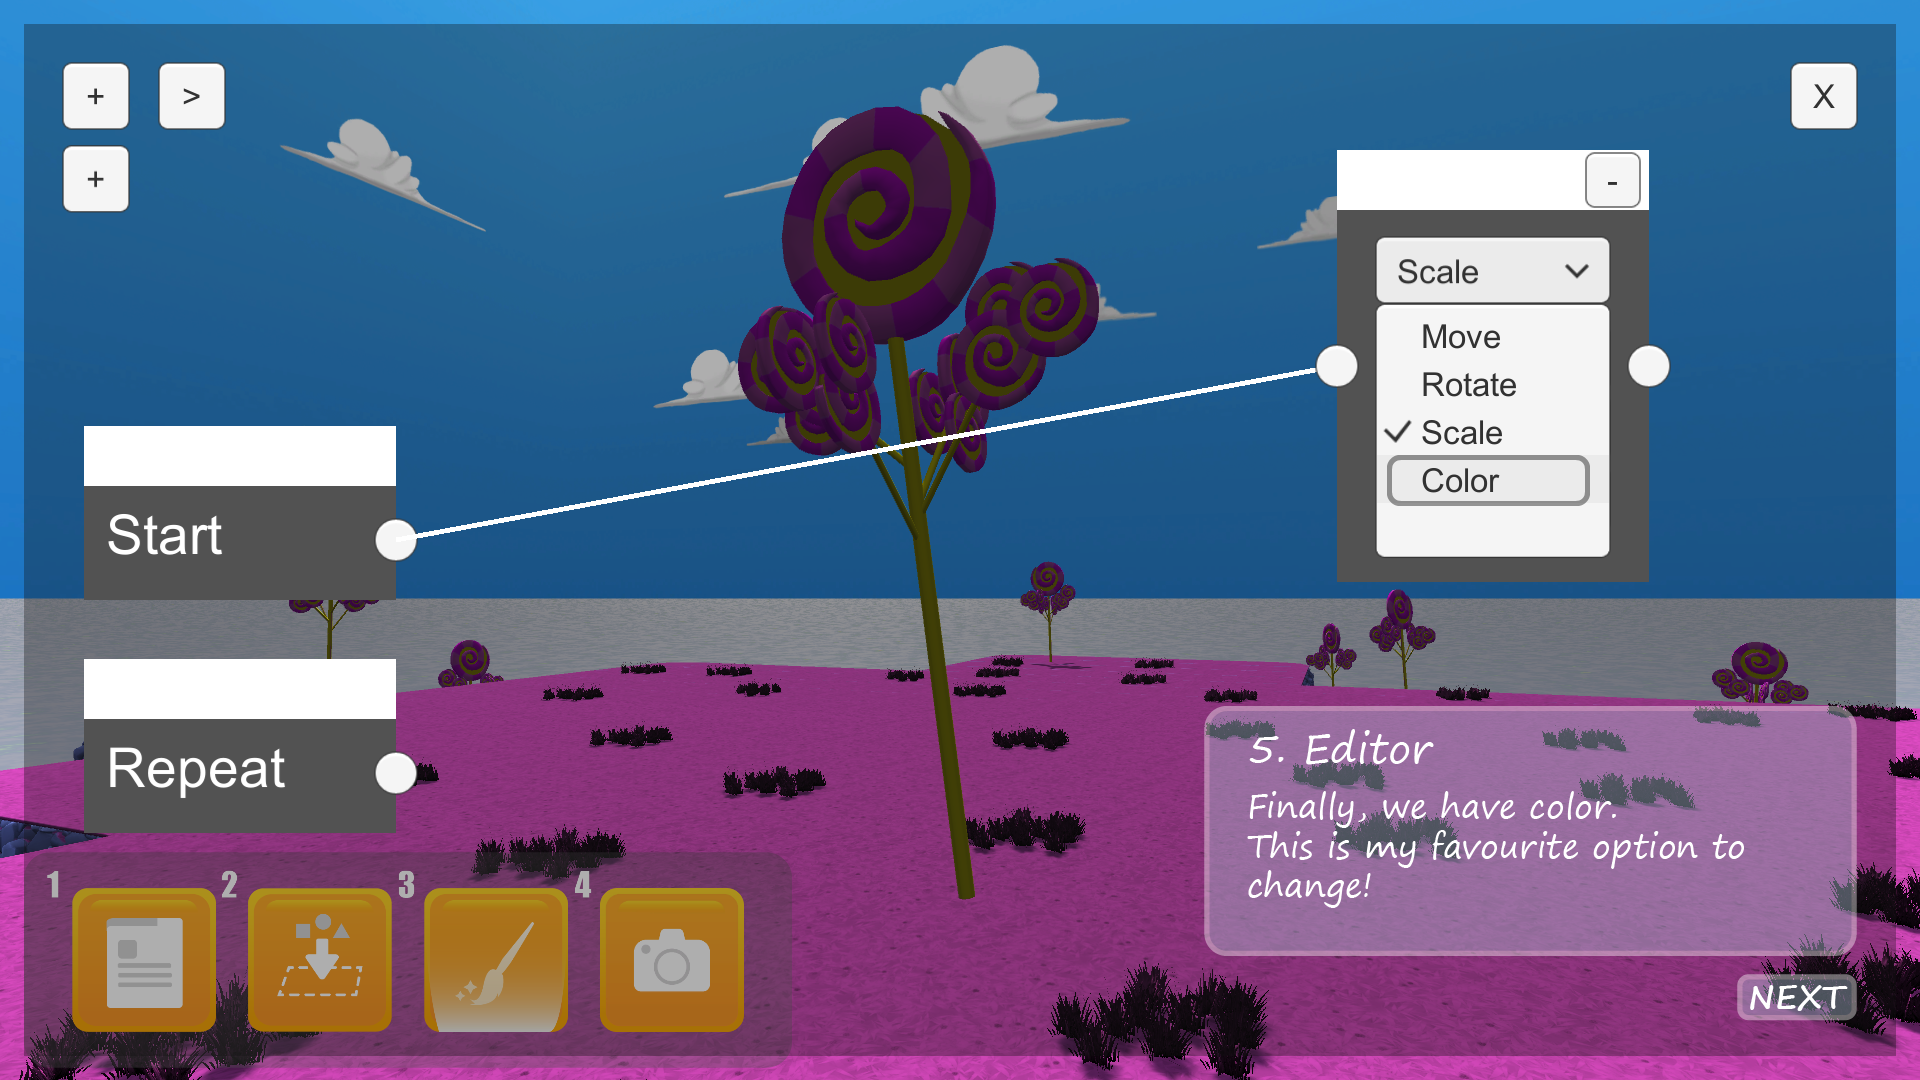 + >
X
+
-
Scale
Move
Rotate
Scale
Color
Start
Repeat
5. Editor
Finally, we have color.
This is my favourite option to
change!
1 2 3 4
NEXT